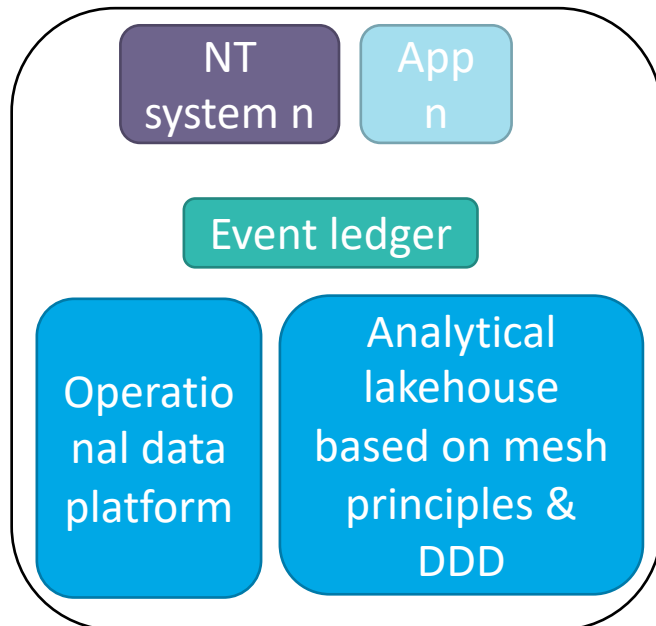 NT
system n
App
n
Event ledger
Operatio
nal data
platform
Analytical
lakehouse
based on mesh
principles &
DDD